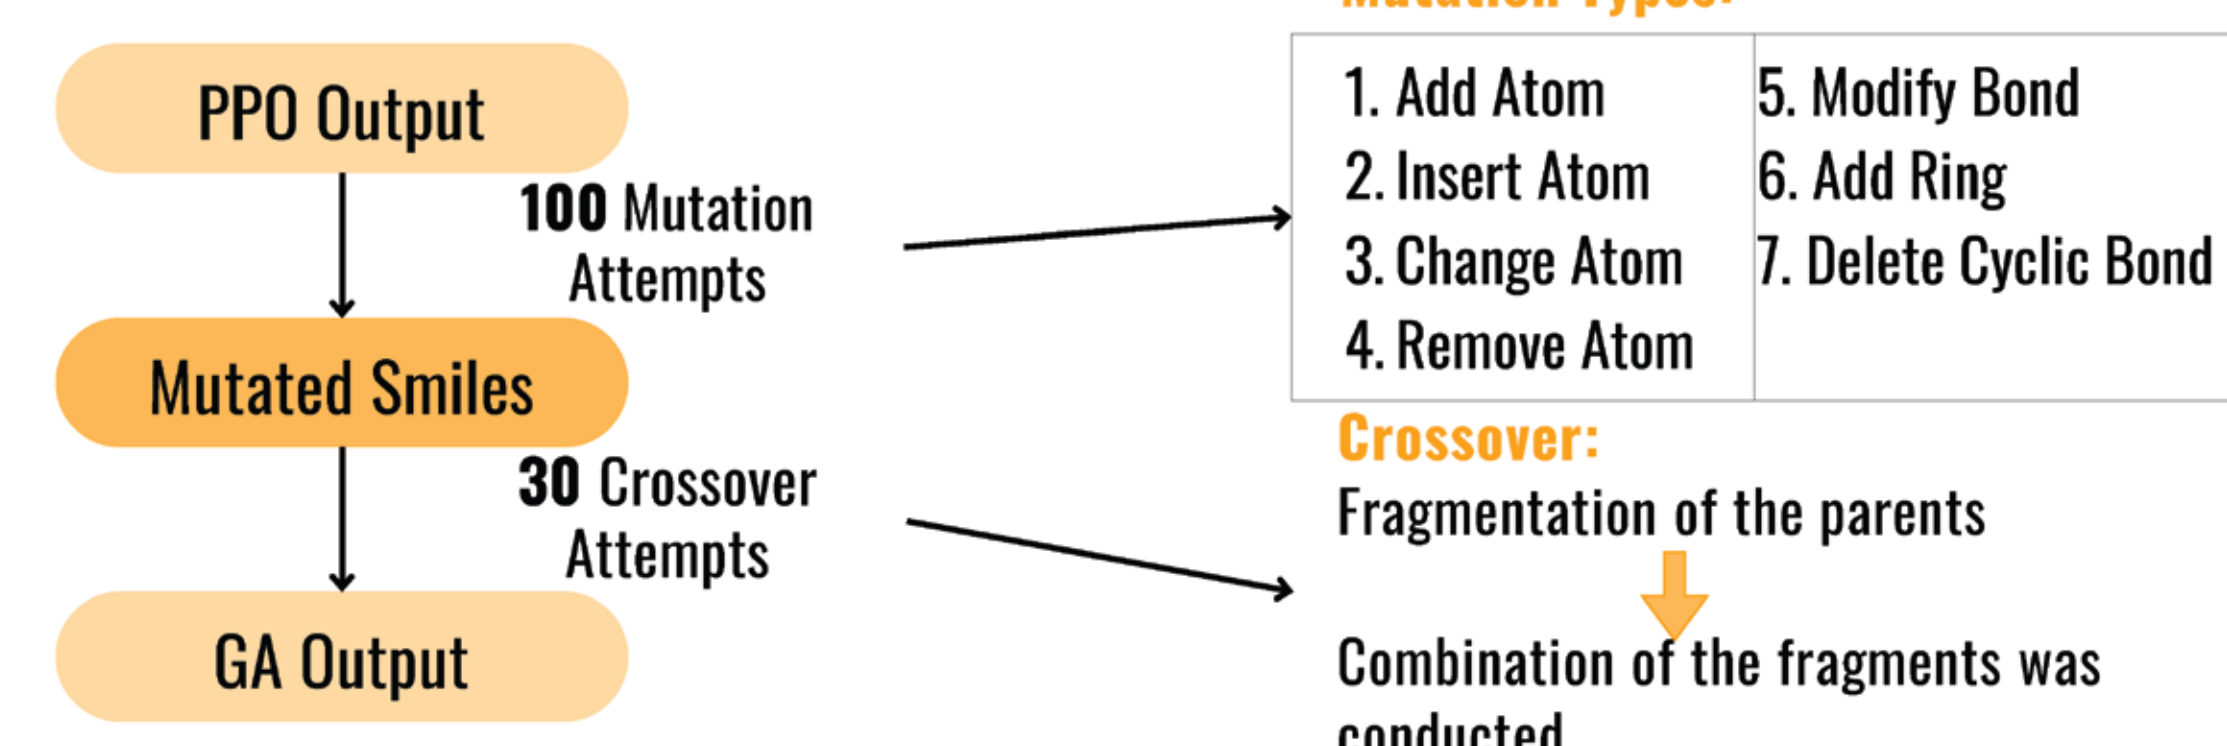 PPO Output
100 Mutation
Attempts
Mutated Smiles
30 Crossover
Attempts
GA Output
Mutation Types:
1. Add Atom
2. Insert Atom
3. Change Atom
4. Remove Atom
5. Modify Bond
6. Add Ring
7. Delete Cyclic Bond
Crossover:
Fragmentation of the parents
Combination of the fragments was
conducted